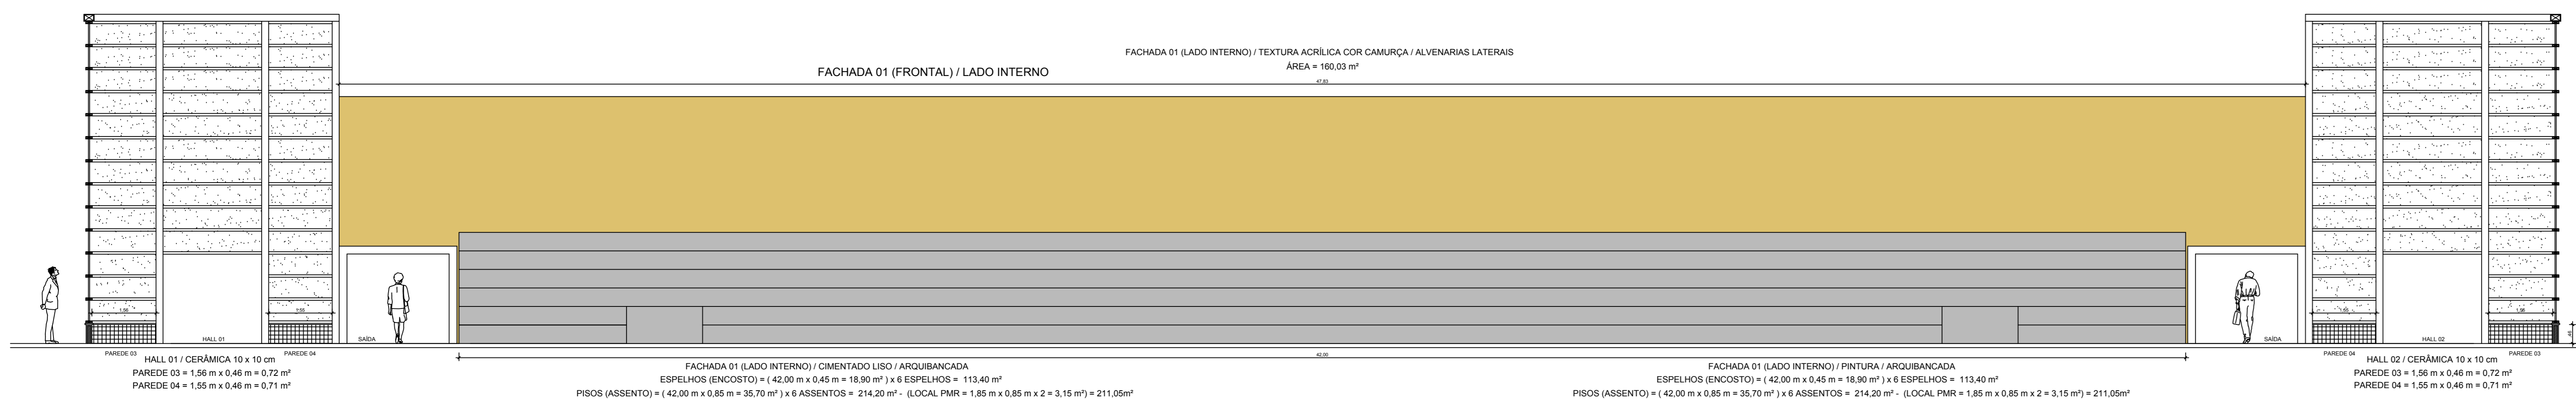 FACHADA 01 (LADO INTERNO) / TEXTURA ACRÍLICA COR CAMURÇA / ALVENARIAS LATERAIS
ÁREA = 160,03 m²
FACHADA 01 (FRONTAL) / LADO INTERNO
47,83
1,56
1,55
1,55
1,56
,46
HALL 01
SAÍDA
SAÍDA
HALL 02
PAREDE 03
PAREDE 04
HALL 01 / CERÂMICA 10 x 10 cm
PAREDE 03 = 1,56 m x 0,46 m = 0,72 m²
PAREDE 04 = 1,55 m x 0,46 m = 0,71 m²
42,00
FACHADA 01 (LADO INTERNO) / CIMENTADO LISO / ARQUIBANCADA
ESPELHOS (ENCOSTO) = ( 42,00 m x 0,45 m = 18,90 m² ) x 6 ESPELHOS = 113,40 m²
PISOS (ASSENTO) = ( 42,00 m x 0,85 m = 35,70 m² ) x 6 ASSENTOS = 214,20 m² - (LOCAL PMR = 1,85 m x 0,85 m x 2 = 3,15 m²) = 211,05m²
FACHADA 01 (LADO INTERNO) / PINTURA / ARQUIBANCADA
ESPELHOS (ENCOSTO) = ( 42,00 m x 0,45 m = 18,90 m² ) x 6 ESPELHOS = 113,40 m²
PISOS (ASSENTO) = ( 42,00 m x 0,85 m = 35,70 m² ) x 6 ASSENTOS = 214,20 m² - (LOCAL PMR = 1,85 m x 0,85 m x 2 = 3,15 m²) = 211,05m²
PAREDE 04
PAREDE 03
HALL 02 / CERÂMICA 10 x 10 cm
PAREDE 03 = 1,56 m x 0,46 m = 0,72 m²
PAREDE 04 = 1,55 m x 0,46 m = 0,71 m²